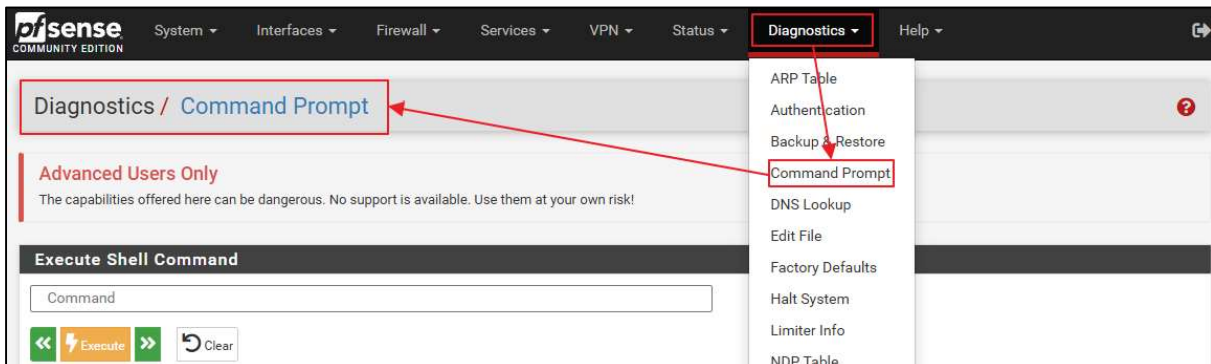 pfsense System Interfaces Firewall Services VPN Status Diagnostics Help
COMMUNITY EDITION
Diagnostics / Command Prompt
Advanced Users Only
The capabilities offered here can be dangerous. No support is available. Use them at your own risk!
Execute Shell Command
Command
Execute Clear
ARP Table
Authentication
Backup & Restore
Command Prompt
DNS Lookup
Edit File
Factory Defaults
Halt System
Limiter Info
NDP Table